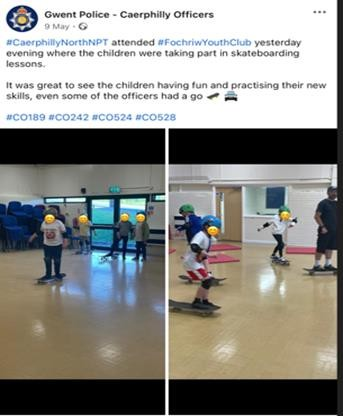 Gwent Police - Caerphilly Officers
9 May ·
#CaerphillyNorthNPT attended #FochriwYouthClub yesterday
evening where the children were taking part in skateboarding
lessons.
It was great to see the children having fun and practising their new
skills, even some of the officers had a go 🛹 🚔
#CO189 #CO242 #CO524 #CO528